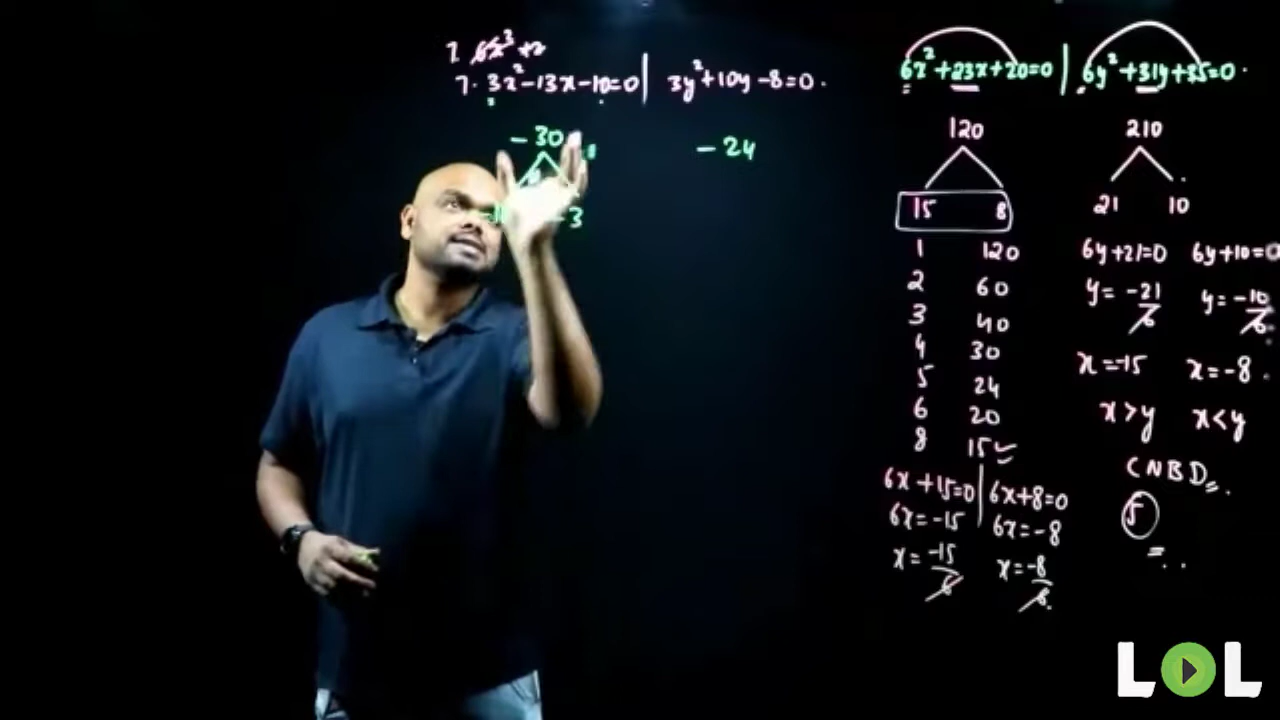 7. 6x³ +2
7. 3x²-13x-10=0 | 3y²+10y-8=0.
-30
-24
-3
6x²+23x+20=0 | 6y²+31y+35=0.
120
210
15 8
21 10
1 120
2 60
3 40
4 30
5 24
6 20
8 15
6x+15=0 | 6x+8=0
6x=-15
6x=-8
x=-15/6
x=-8/6
6y+21=0 6y+10=0
y=-21/6 y=-10/6
x=-15 x=-8
x>y x<y
CNBD
5
LOL